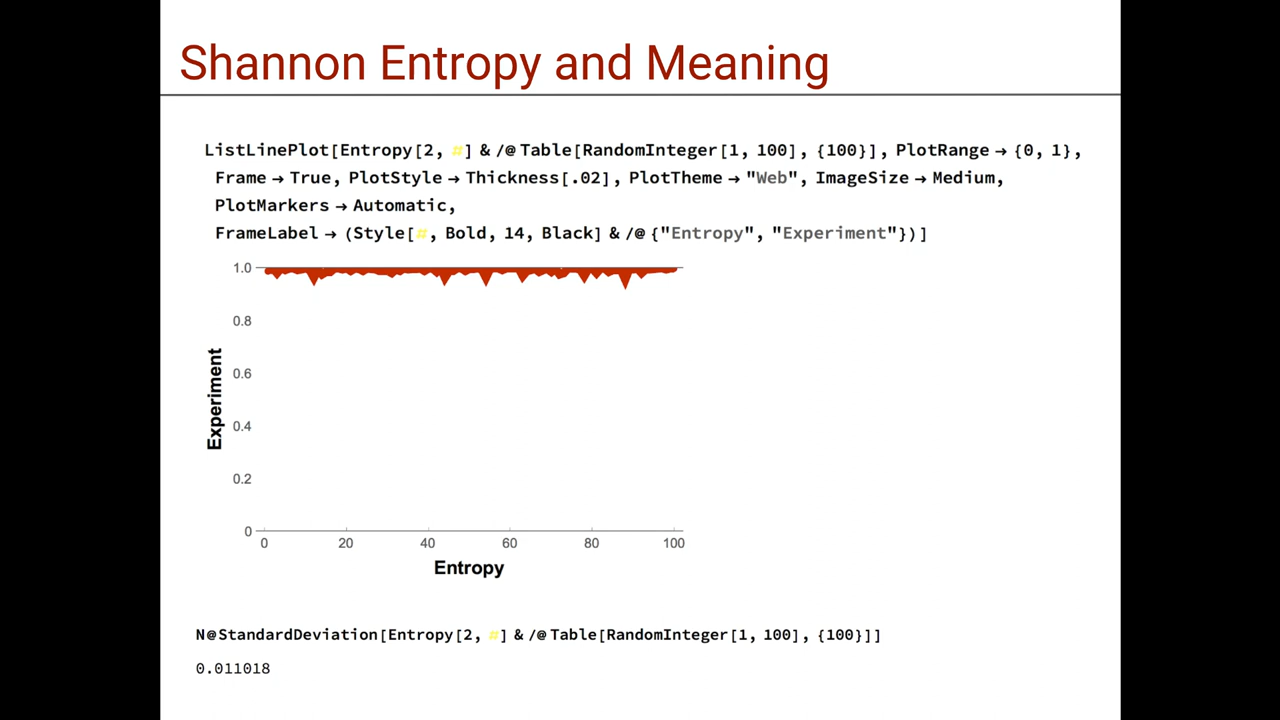 Shannon Entropy and Meaning
ListLinePlot[Entropy[2, #] & /@ Table[RandomInteger[1, 100], {100}], PlotRange → {0, 1},
Frame → True, PlotStyle → Thickness[.02], PlotTheme → "Web", ImageSize → Medium,
PlotMarkers → Automatic,
FrameLabel → (Style[#, Bold, 14, Black] & /@ {"Entropy", "Experiment"})]
1.0
0.8
0.6
0.4
0.2
0
Experiment
0 20 40 60 80 100
Entropy
N@StandardDeviation[Entropy[2, #] & /@ Table[RandomInteger[1, 100], {100}]]
0.011018